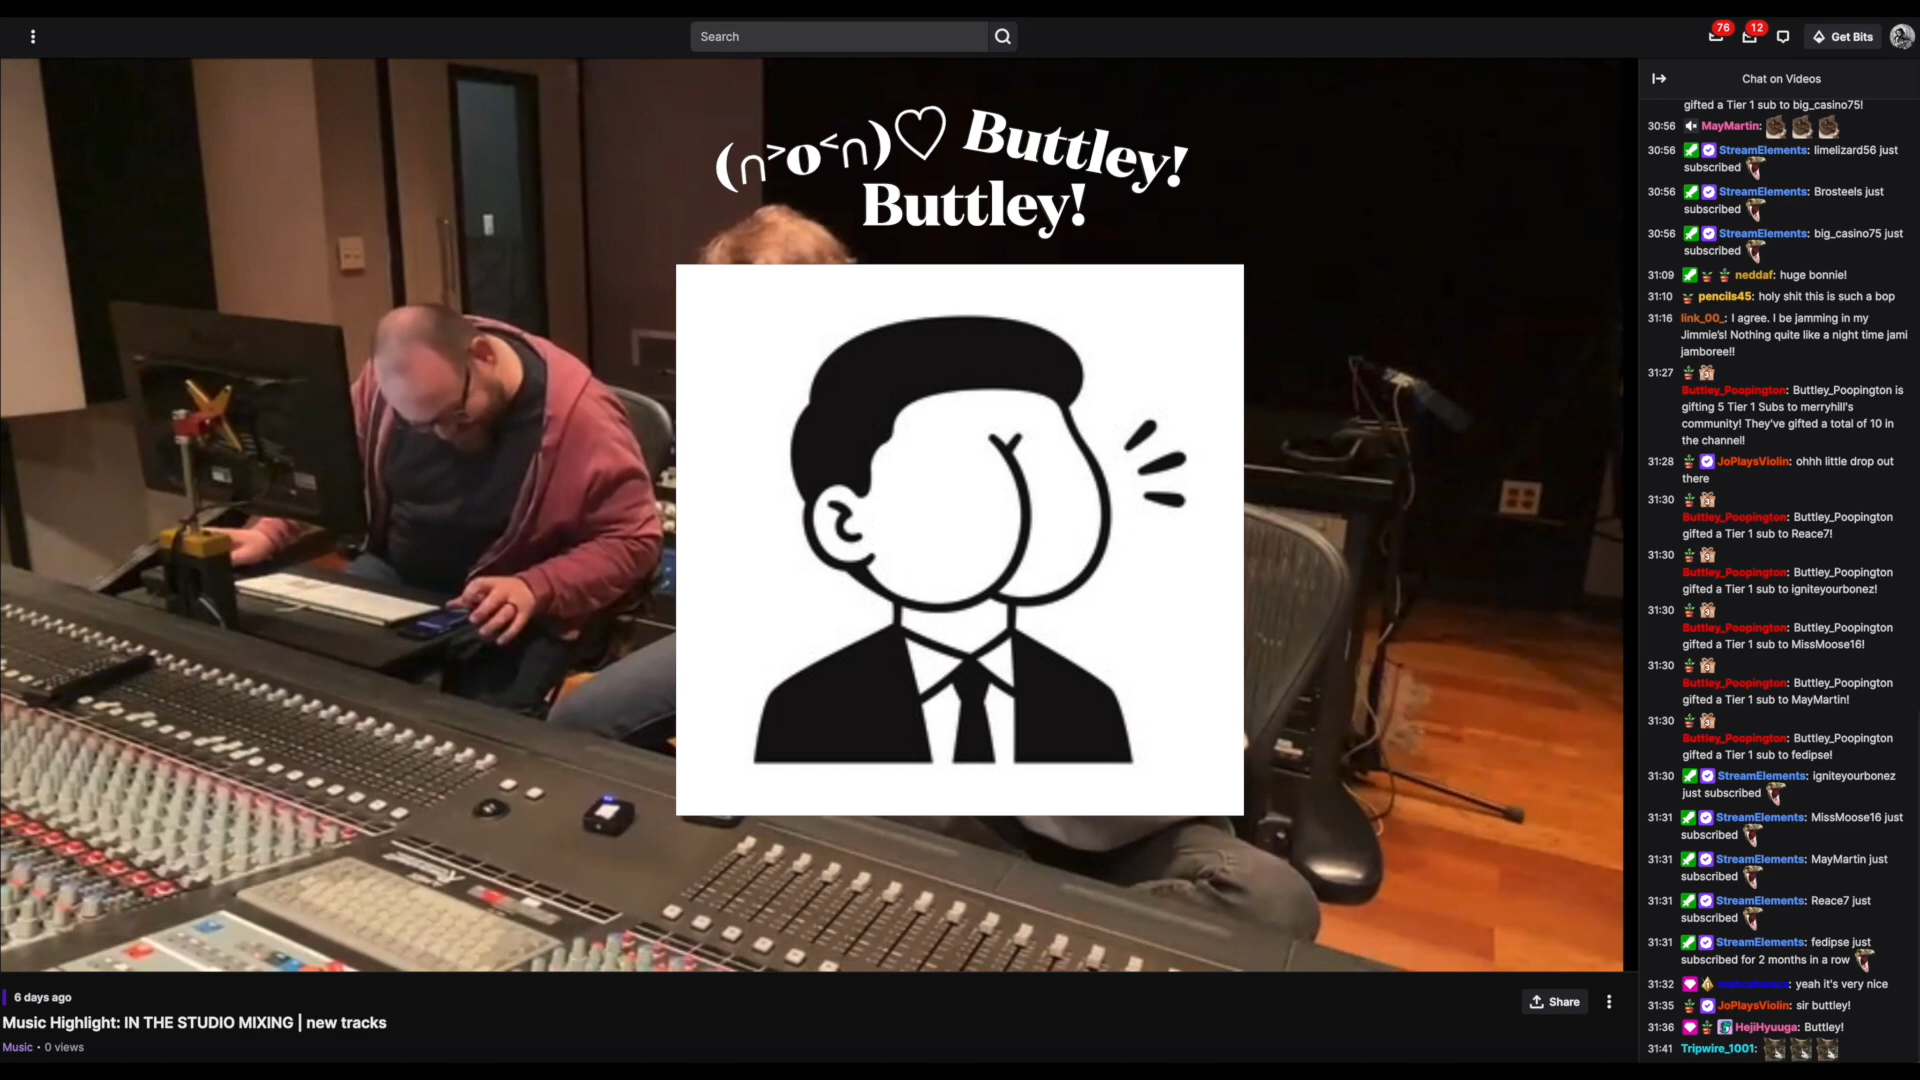 Search
76
12
Get Bits
(∩˃o˂∩)♡ Buttley!
Buttley!
6 days ago
Share
Music Highlight: IN THE STUDIO MIXING | new tracks
Music • 0 views
Chat on Videos
gifted a Tier 1 sub to big_casino75!
30:56 MayMartin:
30:56 StreamElements: limelizard56 just
subscribed
30:56 StreamElements: Brosteels just
subscribed
30:56 StreamElements: big_casino75 just
subscribed
31:09 neddaf: huge bonnie!
31:10 pencils45: holy shit this is such a bop
31:16 link_00_: I agree. I be jamming in my
Jimmie's! Nothing quite like a night time jami
jamboree!!
31:27
Buttley_Poopington: Buttley_Poopington is
gifting 5 Tier 1 Subs to merryhill's
community! They've gifted a total of 10 in
the channel!
31:28 JoPlaysViolin: ohhh little drop out
there
31:30
Buttley_Poopington: Buttley_Poopington
gifted a Tier 1 sub to Reace7!
31:30
Buttley_Poopington: Buttley_Poopington
gifted a Tier 1 sub to igniteyourbonez!
31:30
Buttley_Poopington: Buttley_Poopington
gifted a Tier 1 sub to MissMoose16!
31:30
Buttley_Poopington: Buttley_Poopington
gifted a Tier 1 sub to MayMartin!
31:30
Buttley_Poopington: Buttley_Poopington
gifted a Tier 1 sub to fedipse!
31:30 StreamElements: igniteyourbonez
just subscribed
31:31 StreamElements: MissMoose16 just
subscribed
31:31 StreamElements: MayMartin just
subscribed
31:31 StreamElements: Reace7 just
subscribed
31:31 StreamElements: fedipse just
subscribed for 2 months in a row
31:32 : yeah it's very nice
31:35 JoPlaysViolin: sir buttley!
31:36 HejiHyuuga: Buttley!
31:41 Tripwire_1001: